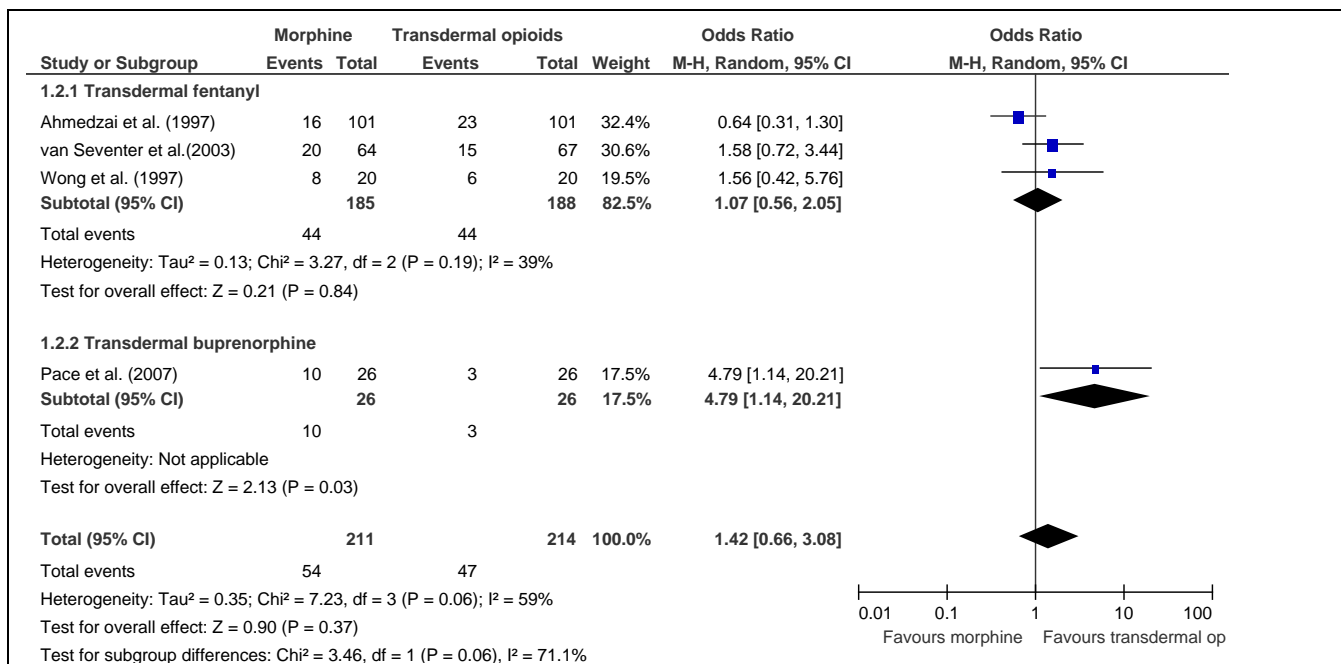 Morphine Transdermal opioids Odds Ratio Odds Ratio
Study or Subgroup Events Total Events Total Weight M-H, Random, 95% CI M-H, Random, 95% CI
1.2.1 Transdermal fentanyl
Ahmedzai et al. (1997) 16 101 23 101 32.4% 0.64 [0.31, 1.30]
van Seventer et al.(2003) 20 64 15 67 30.6% 1.58 [0.72, 3.44]
Wong et al. (1997) 8 20 6 20 19.5% 1.56 [0.42, 5.76]
Subtotal (95% CI) 185 188 82.5% 1.07 [0.56, 2.05]
Total events 44 44
Heterogeneity: Tau² = 0.13; Chi² = 3.27, df = 2 (P = 0.19); I² = 39%
Test for overall effect: Z = 0.21 (P = 0.84)
1.2.2 Transdermal buprenorphine
Pace et al. (2007) 10 26 3 26 17.5% 4.79 [1.14, 20.21]
Subtotal (95% CI) 26 26 17.5% 4.79 [1.14, 20.21]
Total events 10 3
Heterogeneity: Not applicable
Test for overall effect: Z = 2.13 (P = 0.03)
Total (95% CI) 211 214 100.0% 1.42 [0.66, 3.08]
Total events 54 47
Heterogeneity: Tau² = 0.35; Chi² = 7.23, df = 3 (P = 0.06); I² = 59%
Test for overall effect: Z = 0.90 (P = 0.37)
Test for subgroup differences: Chi² = 3.46, df = 1 (P = 0.06), I² = 71.1%
0.01 0.1 1 10 100
Favours morphine Favours transdermal op